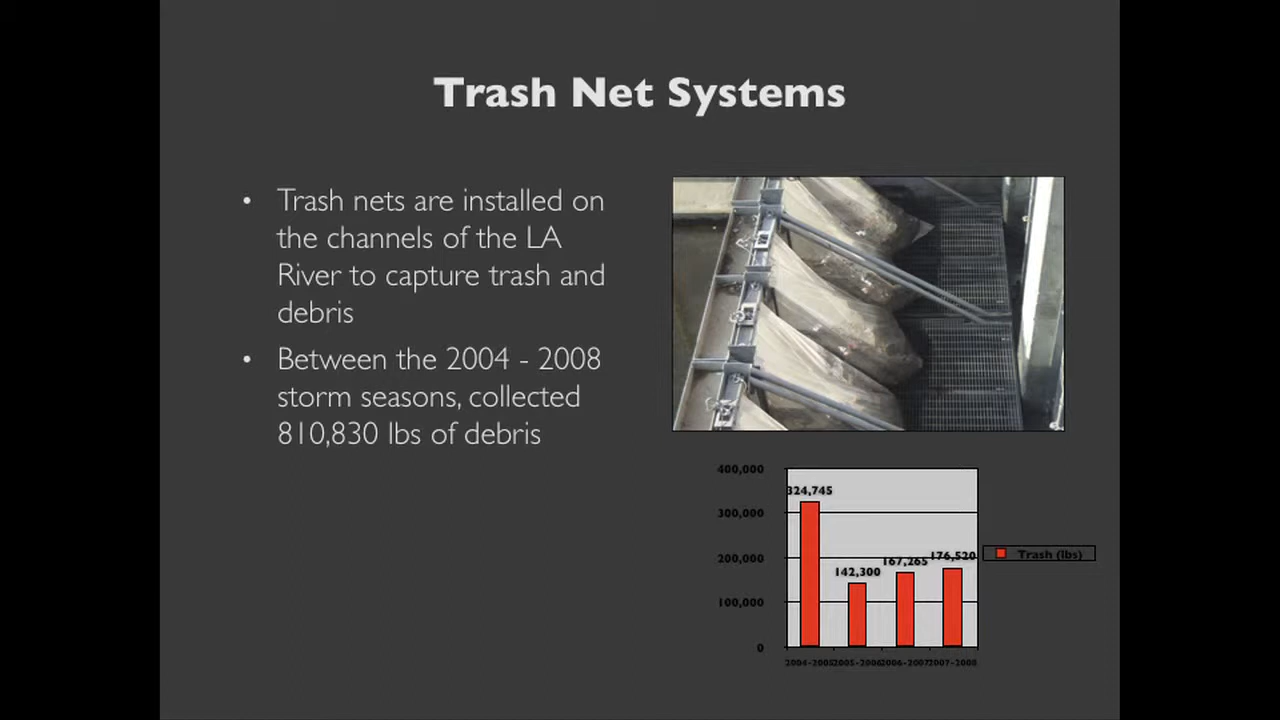 Trash Net Systems
• Trash nets are installed on
the channels of the LA
River to capture trash and
debris
• Between the 2004 - 2008
storm seasons, collected
810,830 lbs of debris
400,000
300,000
200,000
100,000
0
324,745
142,300
167,265
176,520
2004-2005
2005-2006
2006-2007
2007-2008
Trash (lbs)